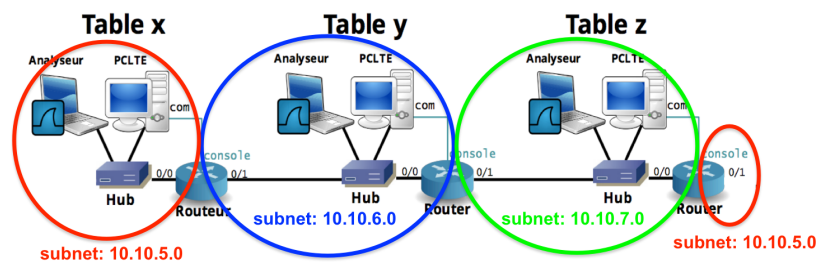 Table x
Table y
Table z
Analyseur
PCLTE
Analyseur
PCLTE
Analyseur
PCLTE
com
com
com
console
console
console
0/0
0/1
0/0
0/1
0/0
0/1
Hub
Routeur
Hub
Router
Hub
Router
subnet: 10.10.5.0
subnet: 10.10.6.0
subnet: 10.10.7.0
subnet: 10.10.5.0